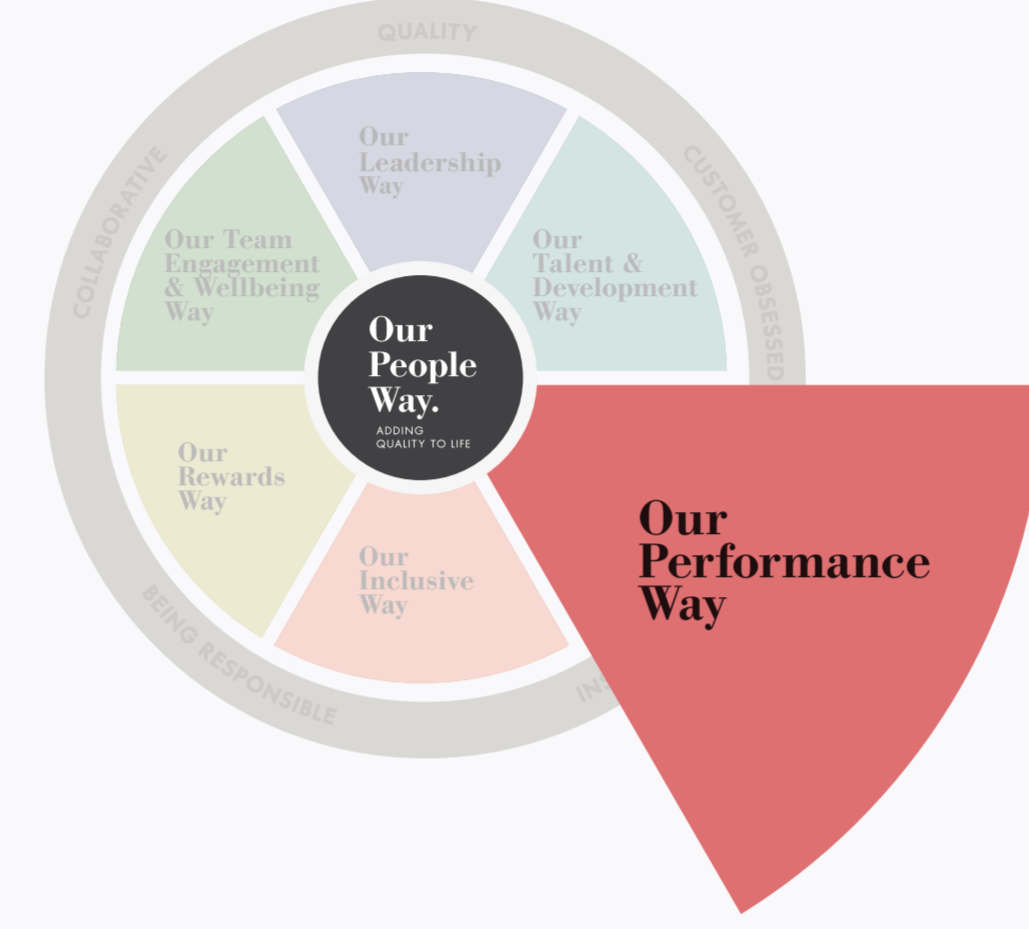 QUALITY
COLLABORATIVE
CUSTOMER OBSESSED
Our
Leadership
Way
Our Team
Engagement
& Wellbeing
Way
Our
Talent &
Development
Way
Our
People
Way.
ADDING
QUALITY TO LIFE
Our
Rewards
Way
Our
Inclusive
Way
Our
Performance
Way
BEING RESPONSIBLE